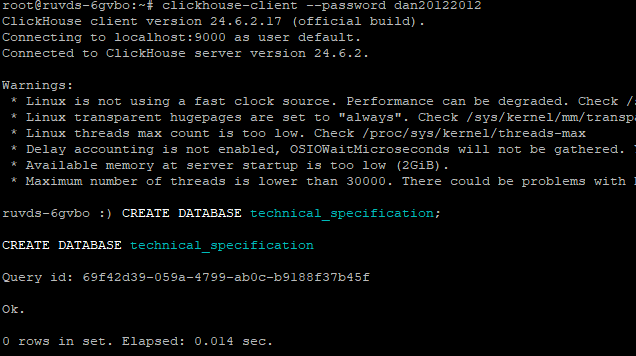 root@ruvds-6gvbo:~# clickhouse-client --password dan20122012
ClickHouse client version 24.6.2.17 (official build).
Connecting to localhost:9000 as user default.
Connected to ClickHouse server version 24.6.2.
Warnings:
* Linux is not using a fast clock source. Performance can be degraded. Check /
* Linux transparent hugepages are set to "always". Check /sys/kernel/mm/transp
* Linux threads max count is too low. Check /proc/sys/kernel/threads-max
* Delay accounting is not enabled, OSIOWaitMicroseconds will not be gathered.
* Available memory at server startup is too low (2GiB).
* Maximum number of threads is lower than 30000. There could be problems with
ruvds-6gvbo :) CREATE DATABASE technical_specification;
CREATE DATABASE technical_specification
Query id: 69f42d39-059a-4799-ab0c-b9188f37b45f
Ok.
0 rows in set. Elapsed: 0.014 sec.